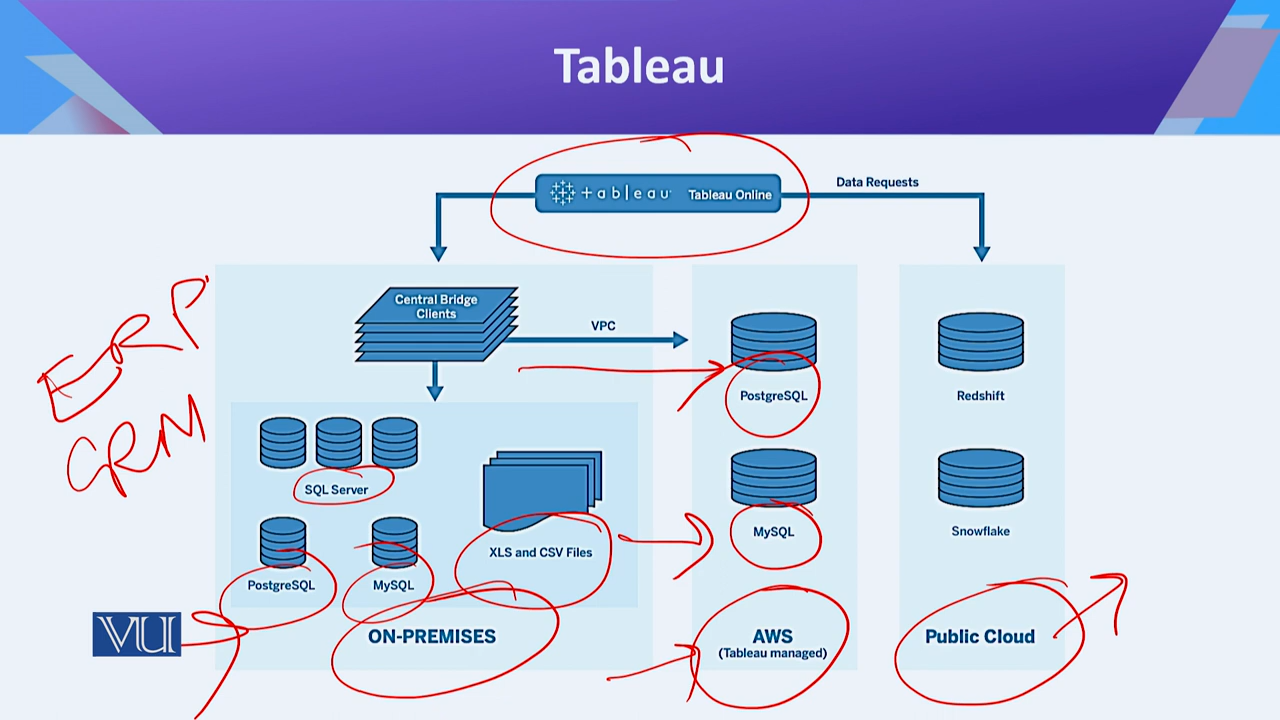 Tableau
+ a b l e a u Tableau Online
Data Requests
Central Bridge
Clients
VPC
ERP
CRM
SQL Server
PostgreSQL
MySQL
XLS and CSV Files
ON-PREMISES
PostgreSQL
MySQL
AWS
(Tableau managed)
Redshift
Snowflake
Public Cloud
VU